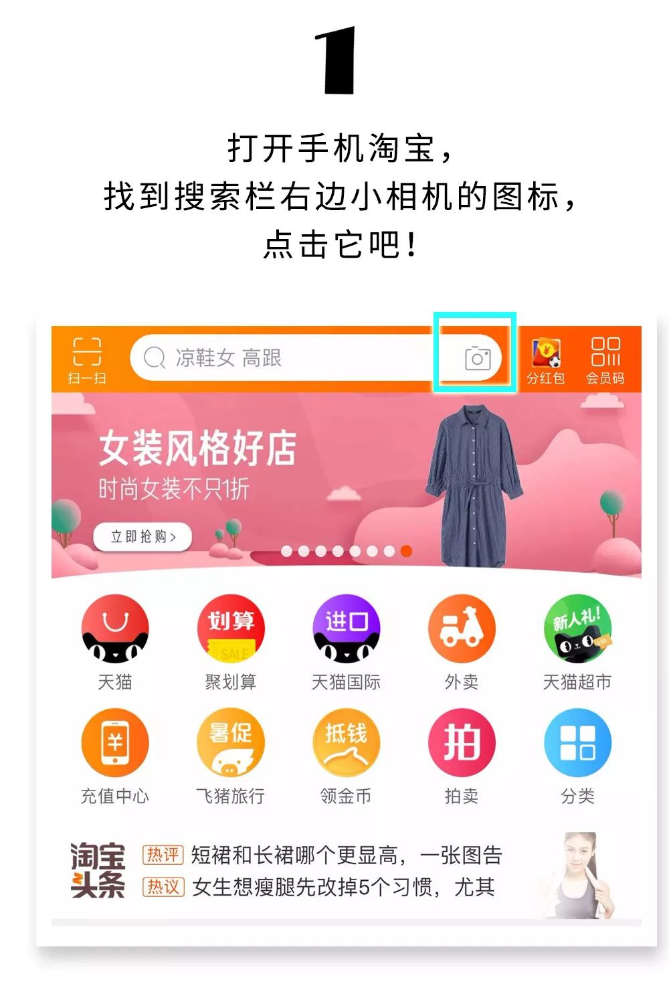 1
打开手机淘宝，
找到搜索栏右边小相机的图标，
点击它吧！
凉鞋女 高跟
扫一扫
分红包
会员码
女装风格好店
时尚女装不只1折
立即抢购>
划算
SALE
进口
新人礼！
¥10
天猫
聚划算
天猫国际
外卖
天猫超市
¥
暑促
抵钱
拍
充值中心
飞猪旅行
领金币
拍卖
分类
淘宝头条
热评 短裙和长裙哪个更显高，一张图告
热议 女生想瘦腿先改掉5个习惯，尤其